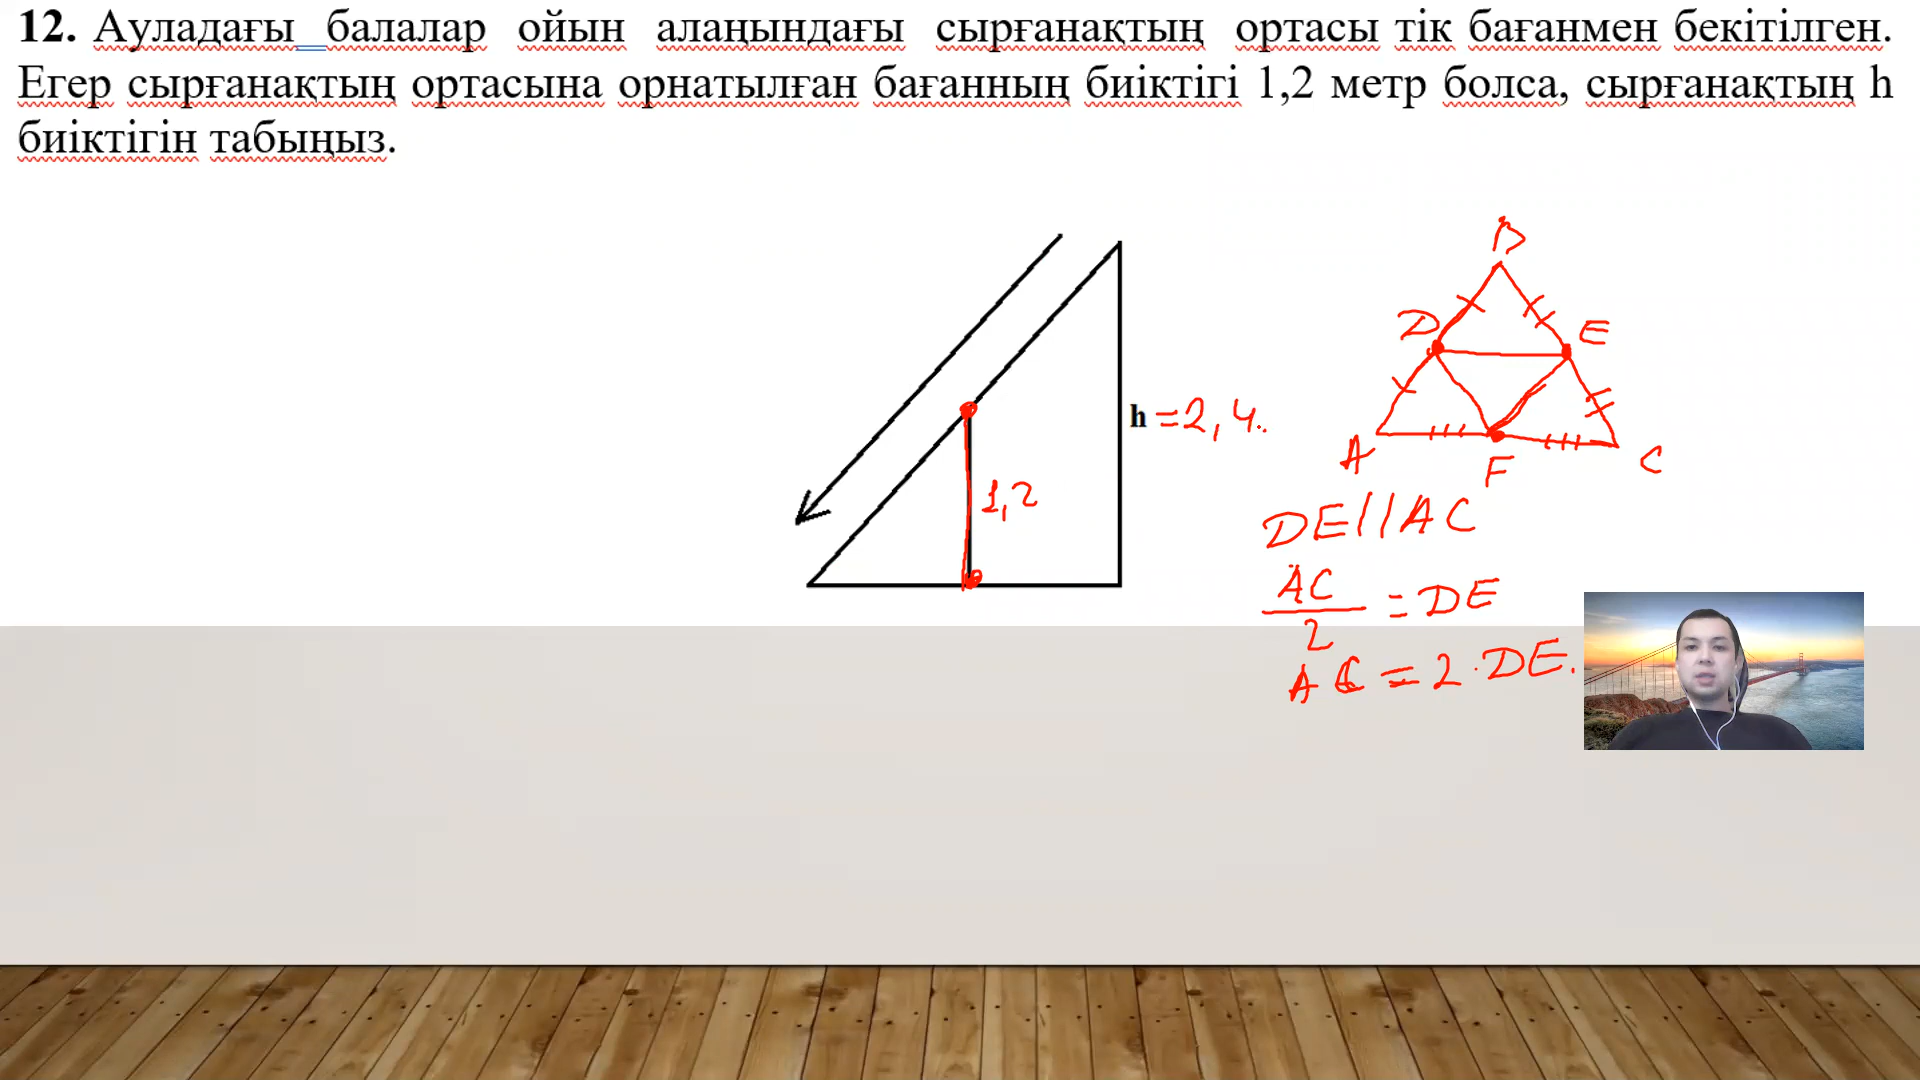 12. Ауладағы балалар ойын алаңындағы сырғанақтың ортасы тік бағанмен бекітілген.
Егер сырғанақтың ортасына орнатылған бағанның биіктігі 1,2 метр болса, сырғанақтың h
биіктігін табыңыз.
B
D
E
h =2,4.
A
F
C
1,2
DE//AC
AC/2 = DE
AC = 2·DE.